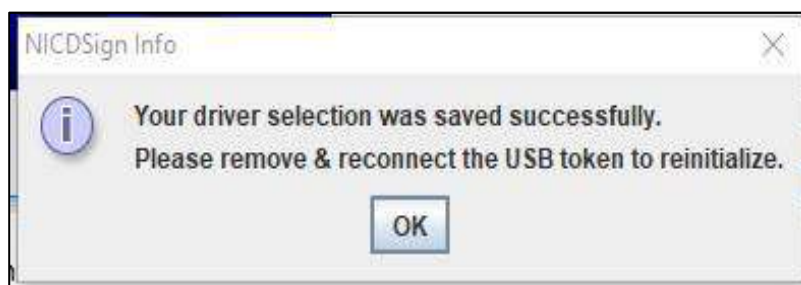 NICDSign Info
Your driver selection was saved successfully.
Please remove & reconnect the USB token to reinitialize.
OK